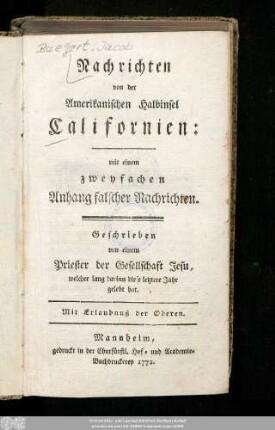 Baegert, Jacob
Nachrichten
von der
Amerikanischen Halbinsel
Californien:
mit einem
zweyfachen
Anhang falscher Nachrichten.
Geschrieben
von einem
Priester der Gesellschaft Jesu,
welcher lang darinn diese letztere Jahr
gelebt hat.
Mit Erlaubnuß der Oberen.
Mannheim,
gedruckt in der Churfürstl. Hof- und Academie-
Buchdruckerey 1772.